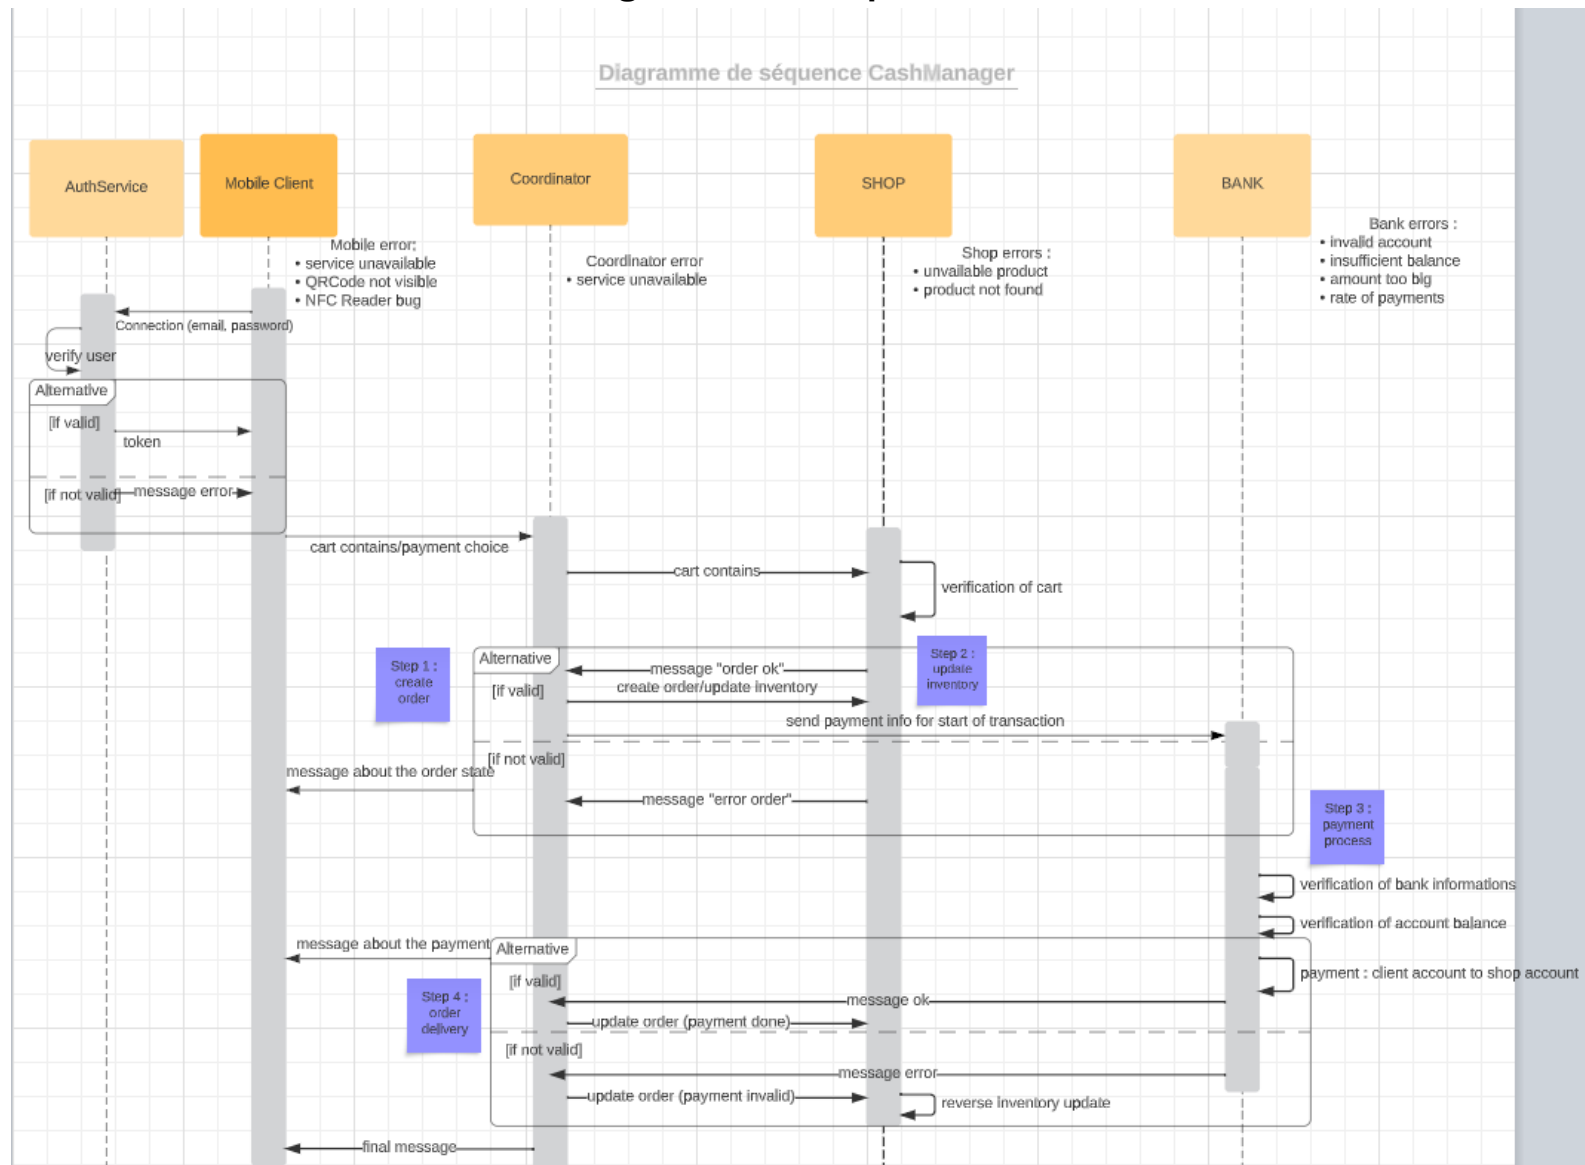 Diagramme de séquence CashManager
AuthService
Mobile Client
Coordinator
SHOP
BANK
Mobile error:
• service unavailable
• QRCode not visible
• NFC Reader bug
Coordinator error
• service unavailable
Shop errors :
• unvailable product
• product not found
Bank errors :
• invalid account
• insufficient balance
• amount too big
• rate of payments
Connection (email, password)
verify user
Alternative
[if valid]
token
[if not valid]
message error
cart contains/payment choice
cart contains
verification of cart
Step 1 :
create
order
Alternative
[if valid]
message "order ok"
create order/update inventory
Step 2 :
update
inventory
send payment info for start of transaction
[if not valid]
message about the order state
message "error order"
Step 3 :
payment
process
verification of bank informations
verification of account balance
message about the payment
Alternative
[if valid]
payment : client account to shop account
Step 4 :
order
delivery
message ok
update order (payment done)
[if not valid]
message error
update order (payment invalid)
reverse inventory update
final message